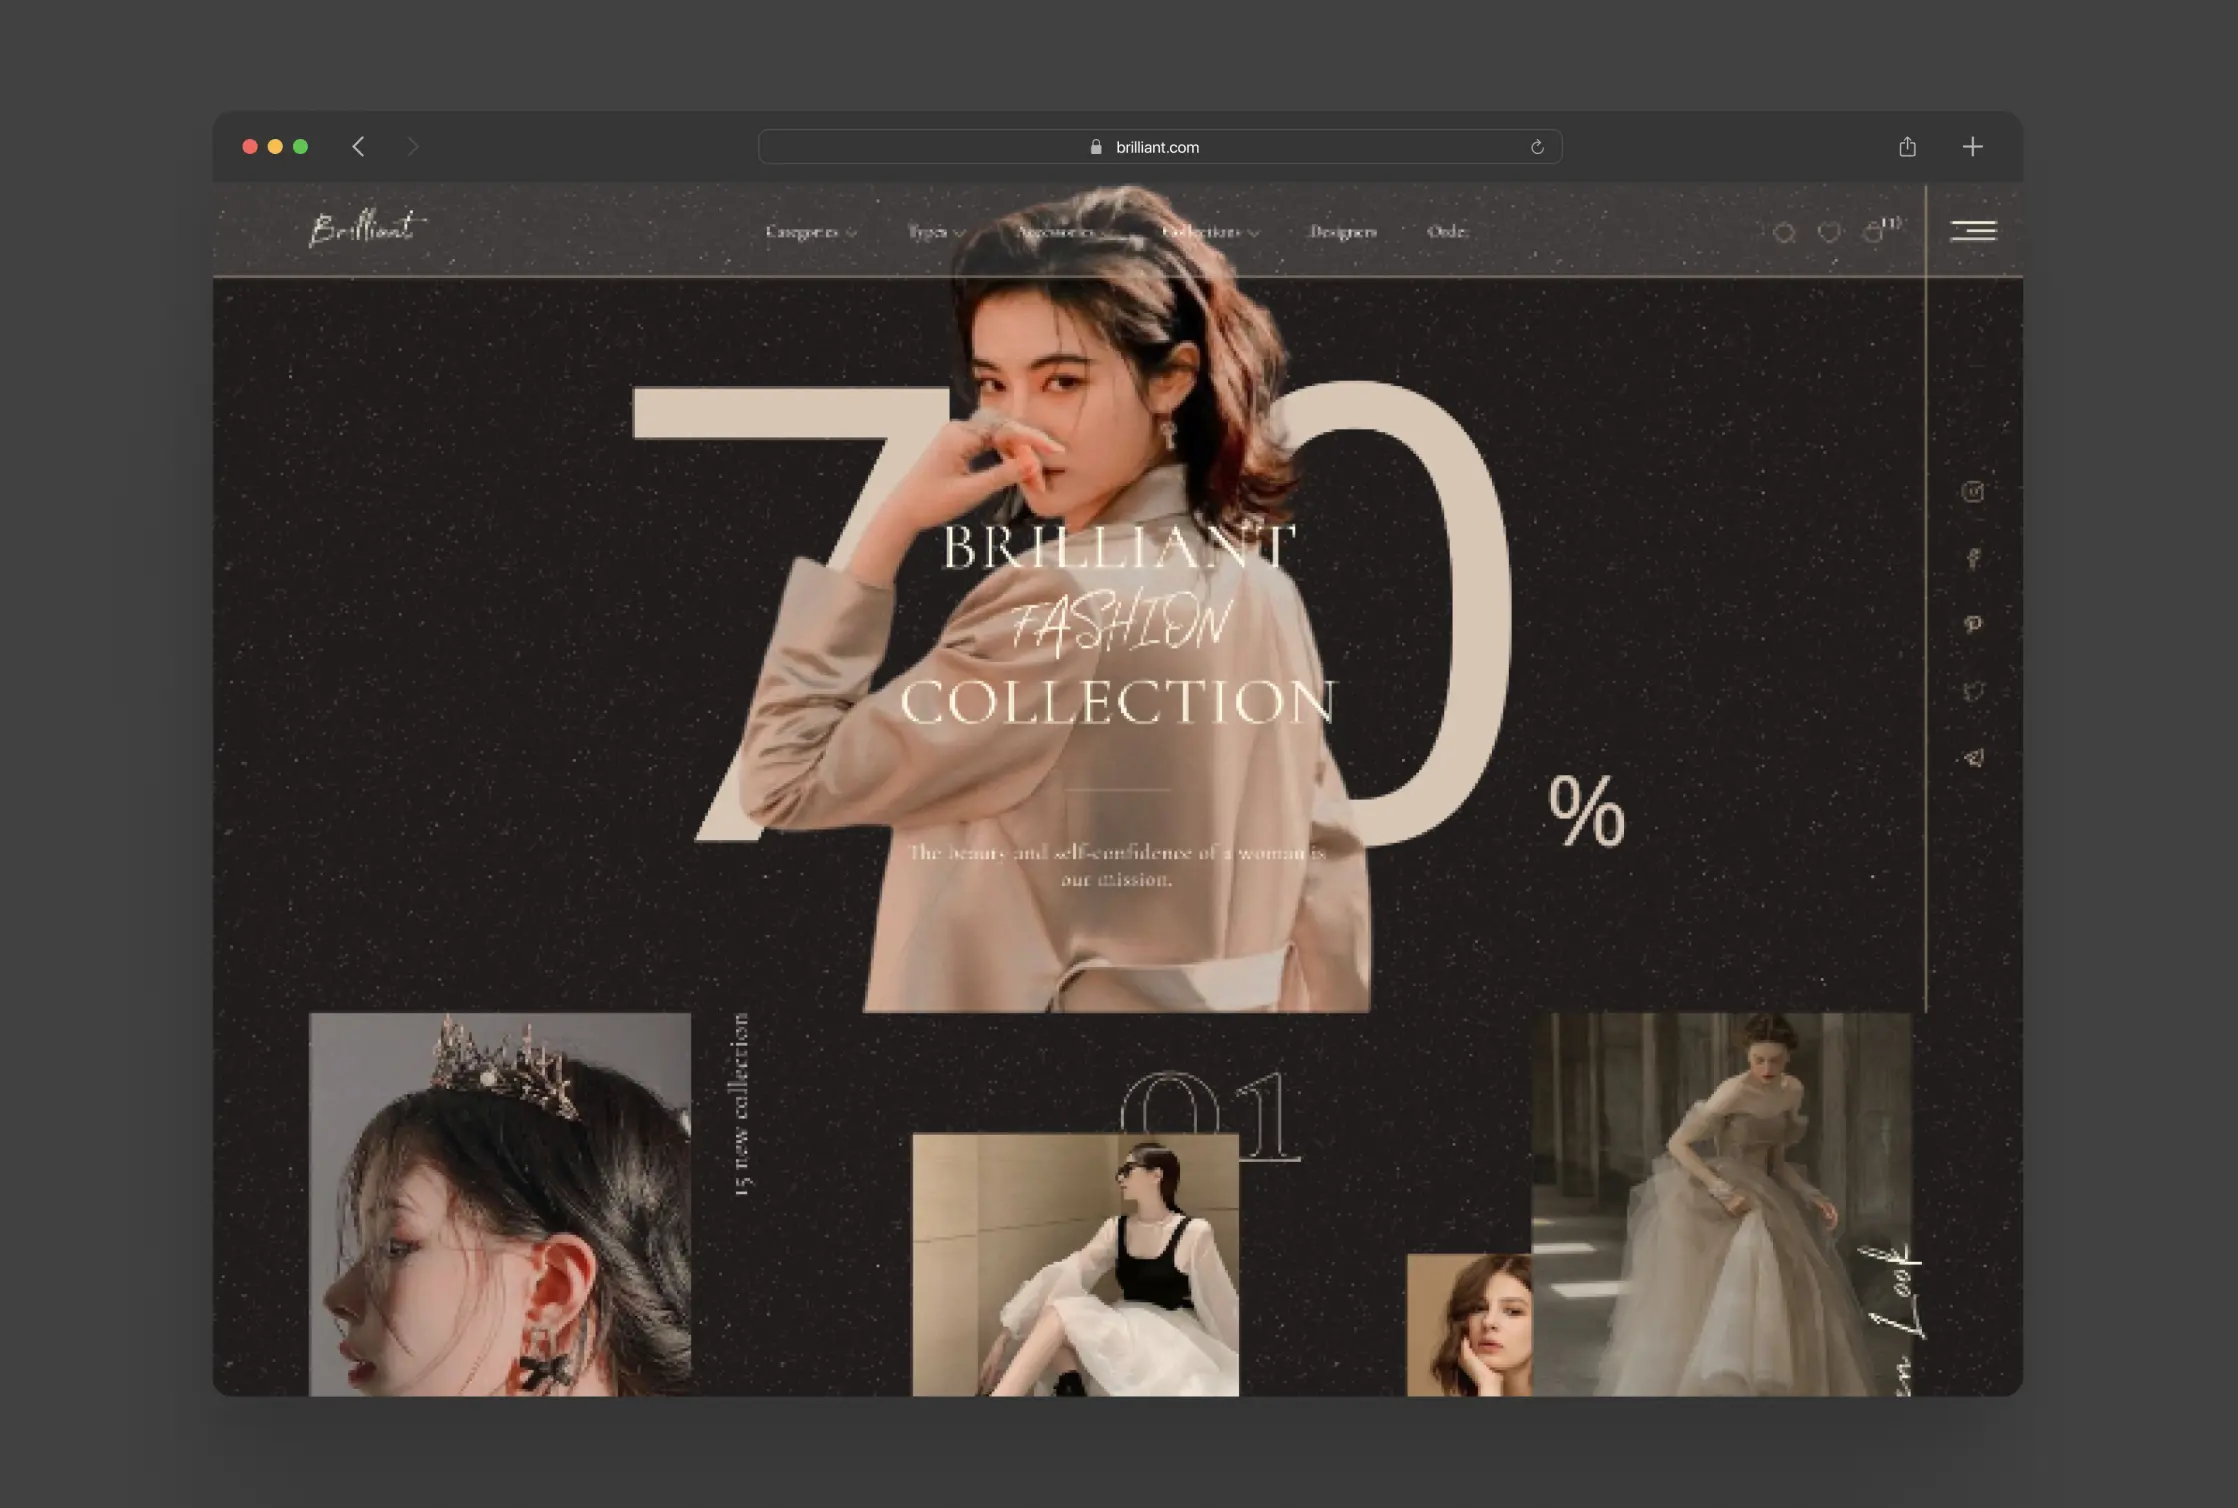 brilliant.com
Brilliant
Categories
Types
Accessories
Collections
Designers
Order
(1)
70
%
BRILLIANT
FASHION
COLLECTION
The beauty and self-confidence of a woman is
our mission.
15 new collection
01
Look